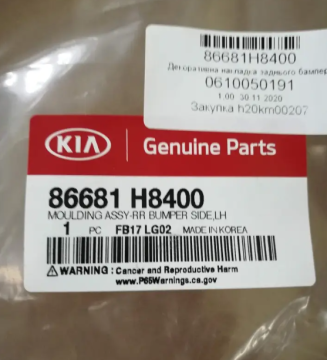 86681H8400
Декоративна накладка заднього бампер
0610050191
1.00 30.11.2020
Закупка h20km00207
KIA Genuine Parts
86681 H8400
MOULDING ASSY-RR BUMPER SIDE,LH
1 PC FB17 LG02 MADE IN KOREA
WARNING : Cancer and Reproductive Harm
www.P65Warnings.ca.gov